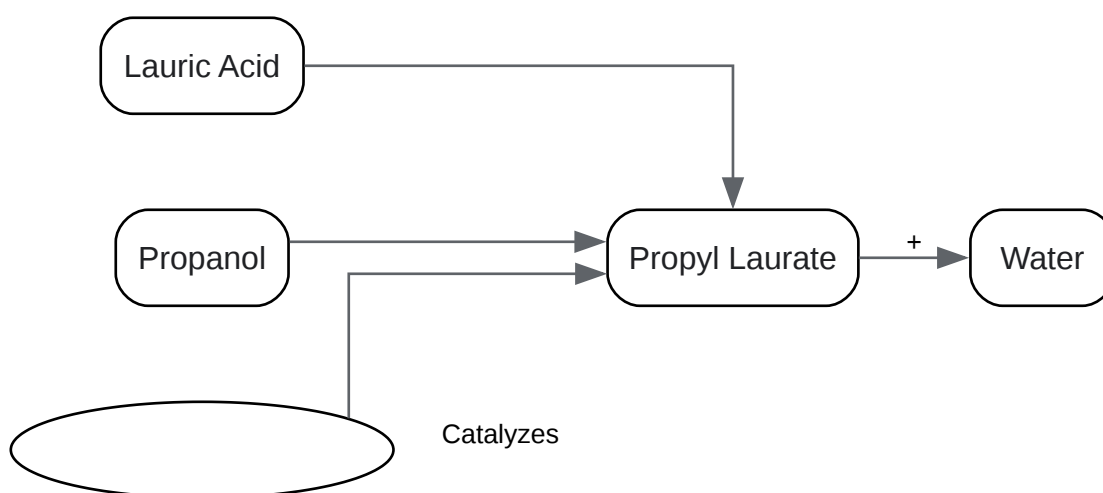 Lauric Acid
Propanol
Propyl Laurate
+
Water
Catalyzes